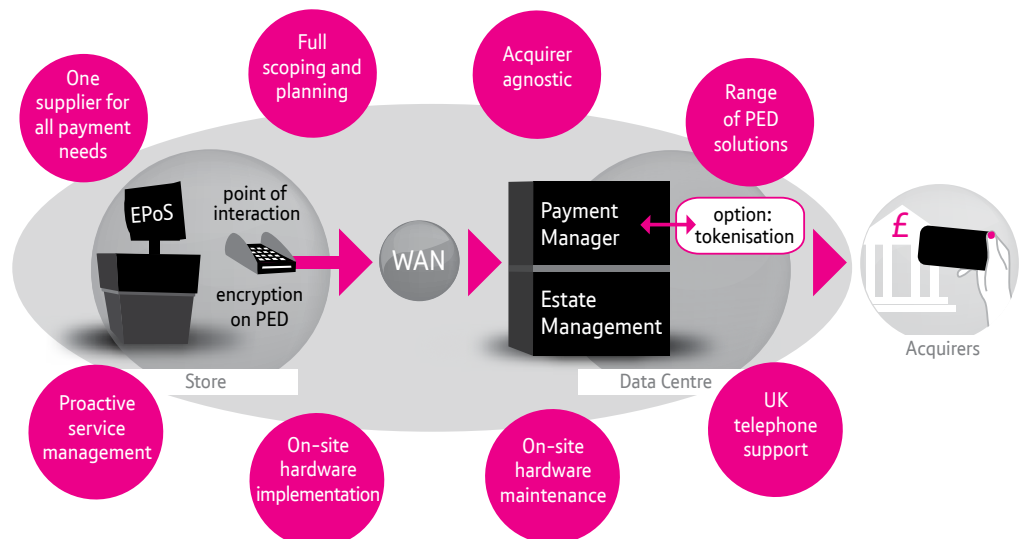 One
supplier for
all payment
needs
Full
scoping and
planning
Acquirer
agnostic
Range
of PED
solutions
EPoS
point of
interaction
encryption
on PED
WAN
Payment
Manager
option:
tokenisation
Estate
Management
£
Acquirers
Store
Data Centre
Proactive
service
management
On-site
hardware
implementation
On-site
hardware
maintenance
UK
telephone
support